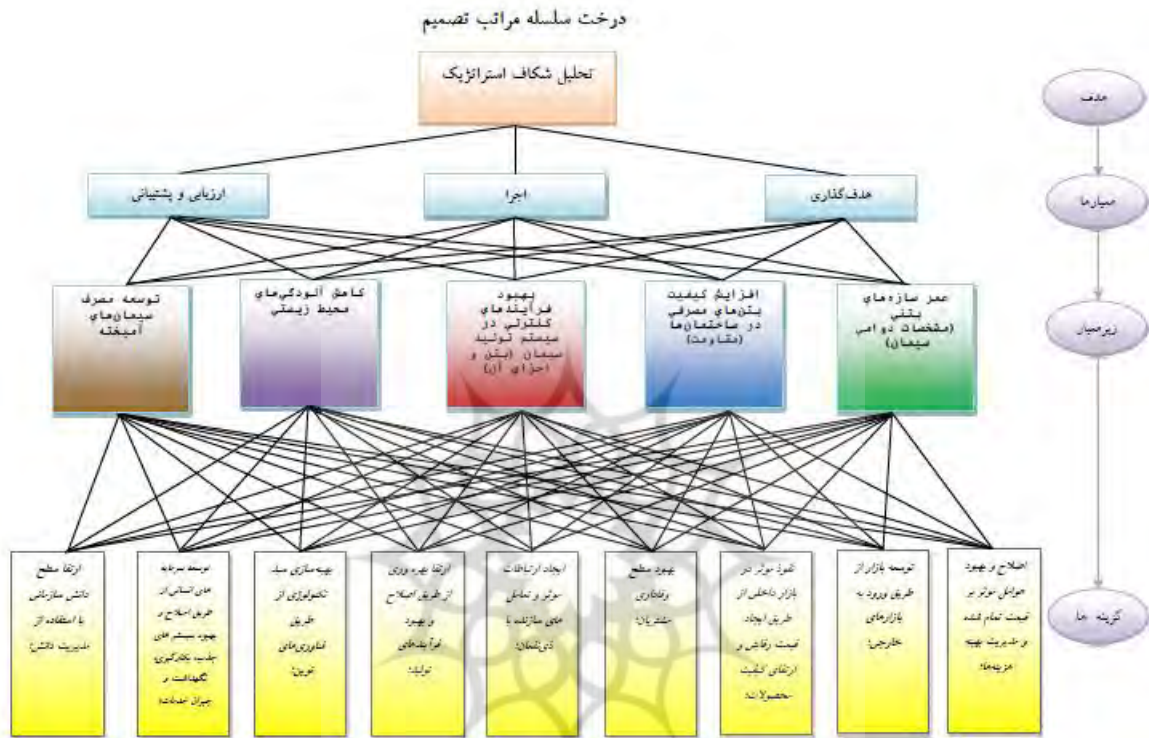 درخت سلسله مراتب تصمیم
تحلیل شکاف استراتژیک
هدف
هدف‌گذاری
اجرا
ارزیابی و پشتیبانی
معیارها
عمر سازه‌های
بتنی
(مشخصات دوامی
سیمان)
افزایش کیفیت
بتن‌های مصرفی
در ساختمان‌ها
(مقاومت)
بهبود
فرآیندهای
کنترلی در
سیستم تولید
سیمان (بتن و
اجزای آن)
کاهش آلودگی‌های
محیط زیستی
توسعه مصرف
سیمان‌های
آمیخته
زیرمعیار
اصلاح و بهبود
عوامل موثر بر
قیمت تمام شده
و مدیریت بهینه
هزینه‌ها؛
توسعه بازار از
طریق ورود به
بازارهای
خارجی؛
نفوذ موثر در
بازار داخلی از
طریق ایجاد
قیمت رقابتی و
ارتقای کیفیت
محصولات؛
بهبود سطح
وفاداری
مشتریان؛
ایجاد ارتباطات
موثر و تعامل
های سازنده با
ذی‌نفعان؛
ارتقا بهره وری
از طریق اصلاح
و بهبود
فرآیندهای
تولید؛
بهینه‌سازی سبد
تکنولوژی از
طریق
فناوری‌های
نوین؛
توسعه سرمایه
های انسانی از
طریق اصلاح و
بهبود سیستم های
جذب، بکارگیری،
نگهداشت و
جبران خدمات؛
ارتقا سطح
دانش سازمانی
با استفاده از
مدیریت دانش؛
گزینه ها